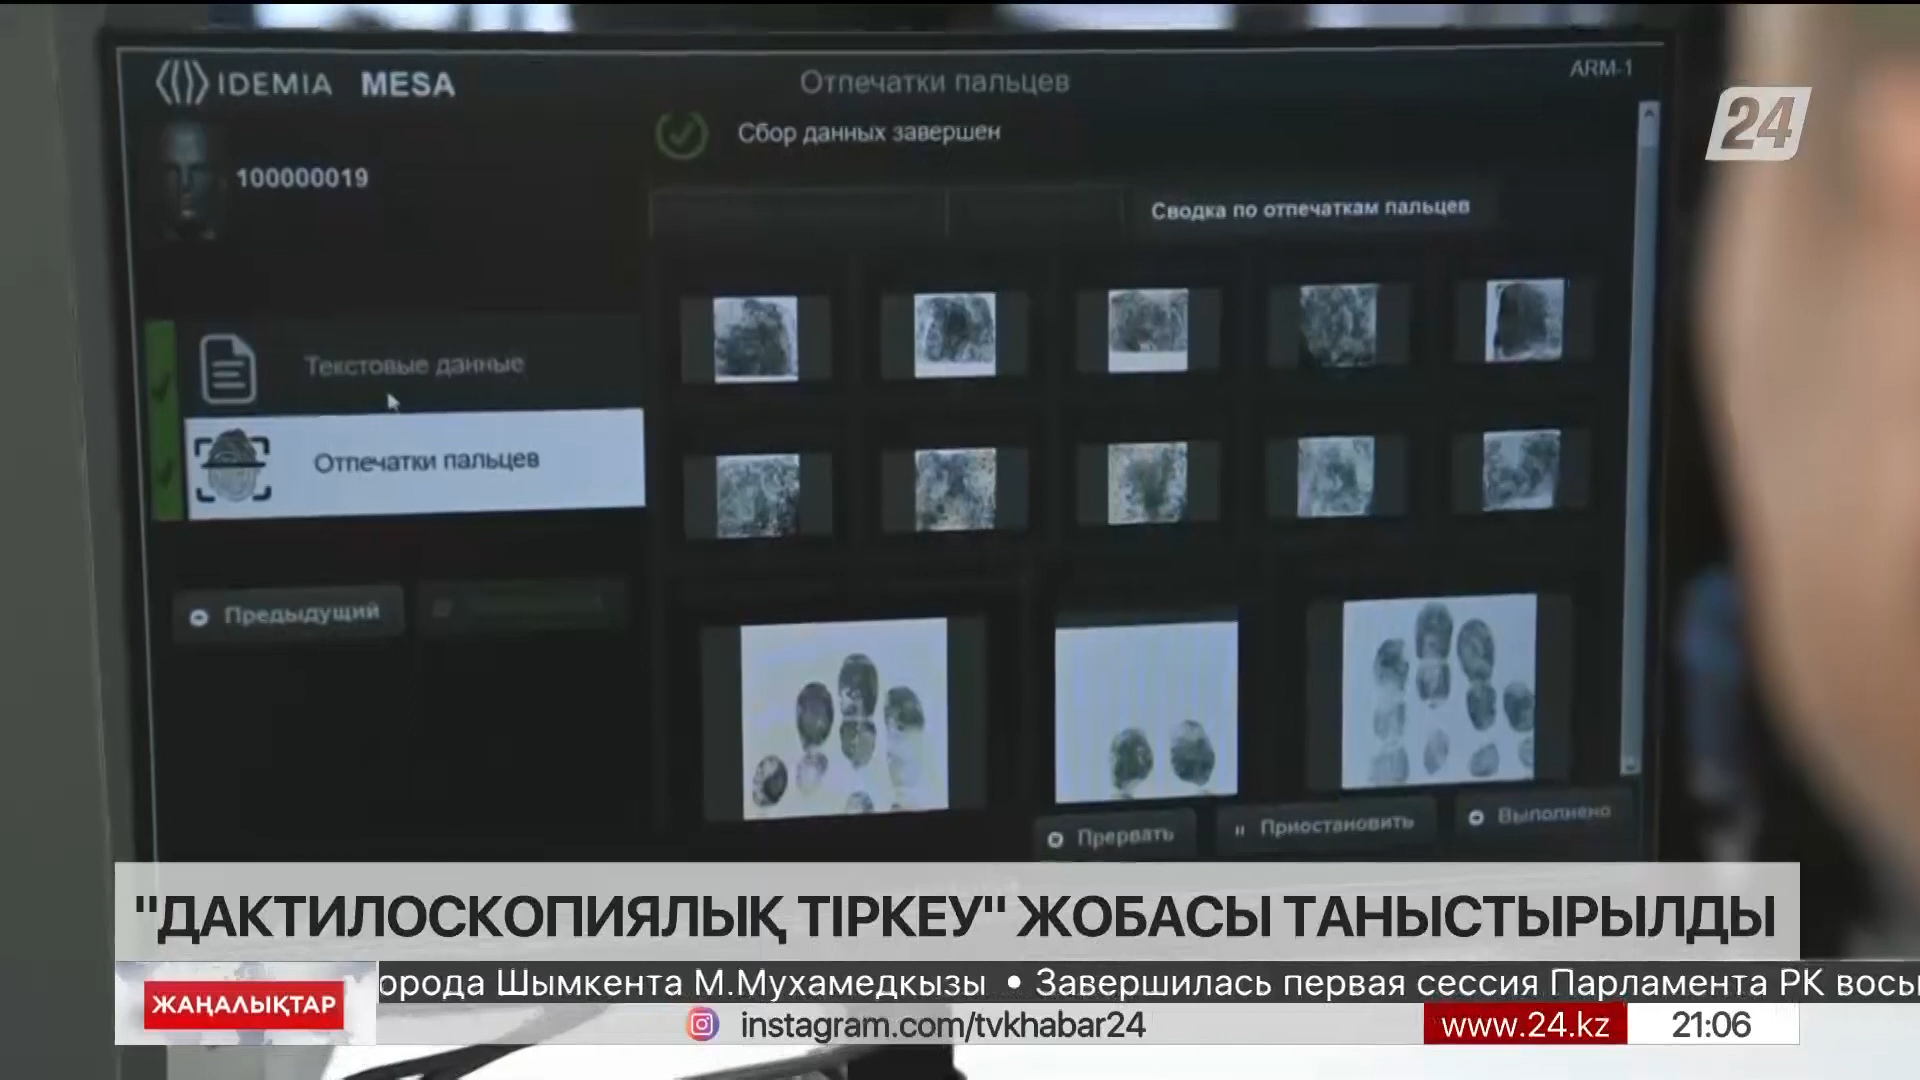 IDEMIA MESA
Отпечатки пальцев
ARM-1
24
Сбор данных завершен
100000019
Сводка по отпечаткам пальцев
Текстовые данные
Отпечатки пальцев
Предыдущий
Прервать
Приостановить
Выполнено
"ДАКТИЛОСКОПИЯЛЫҚ ТІРКЕУ" ЖОБАСЫ ТАНЫСТЫРЫЛДЫ
орода Шымкента М.Мухамедкызы • Завершилась первая сессия Парламента РК восы
ЖАҢАЛЫҚТАР
instagram.com/tvkhabar24
www.24.kz
21:06